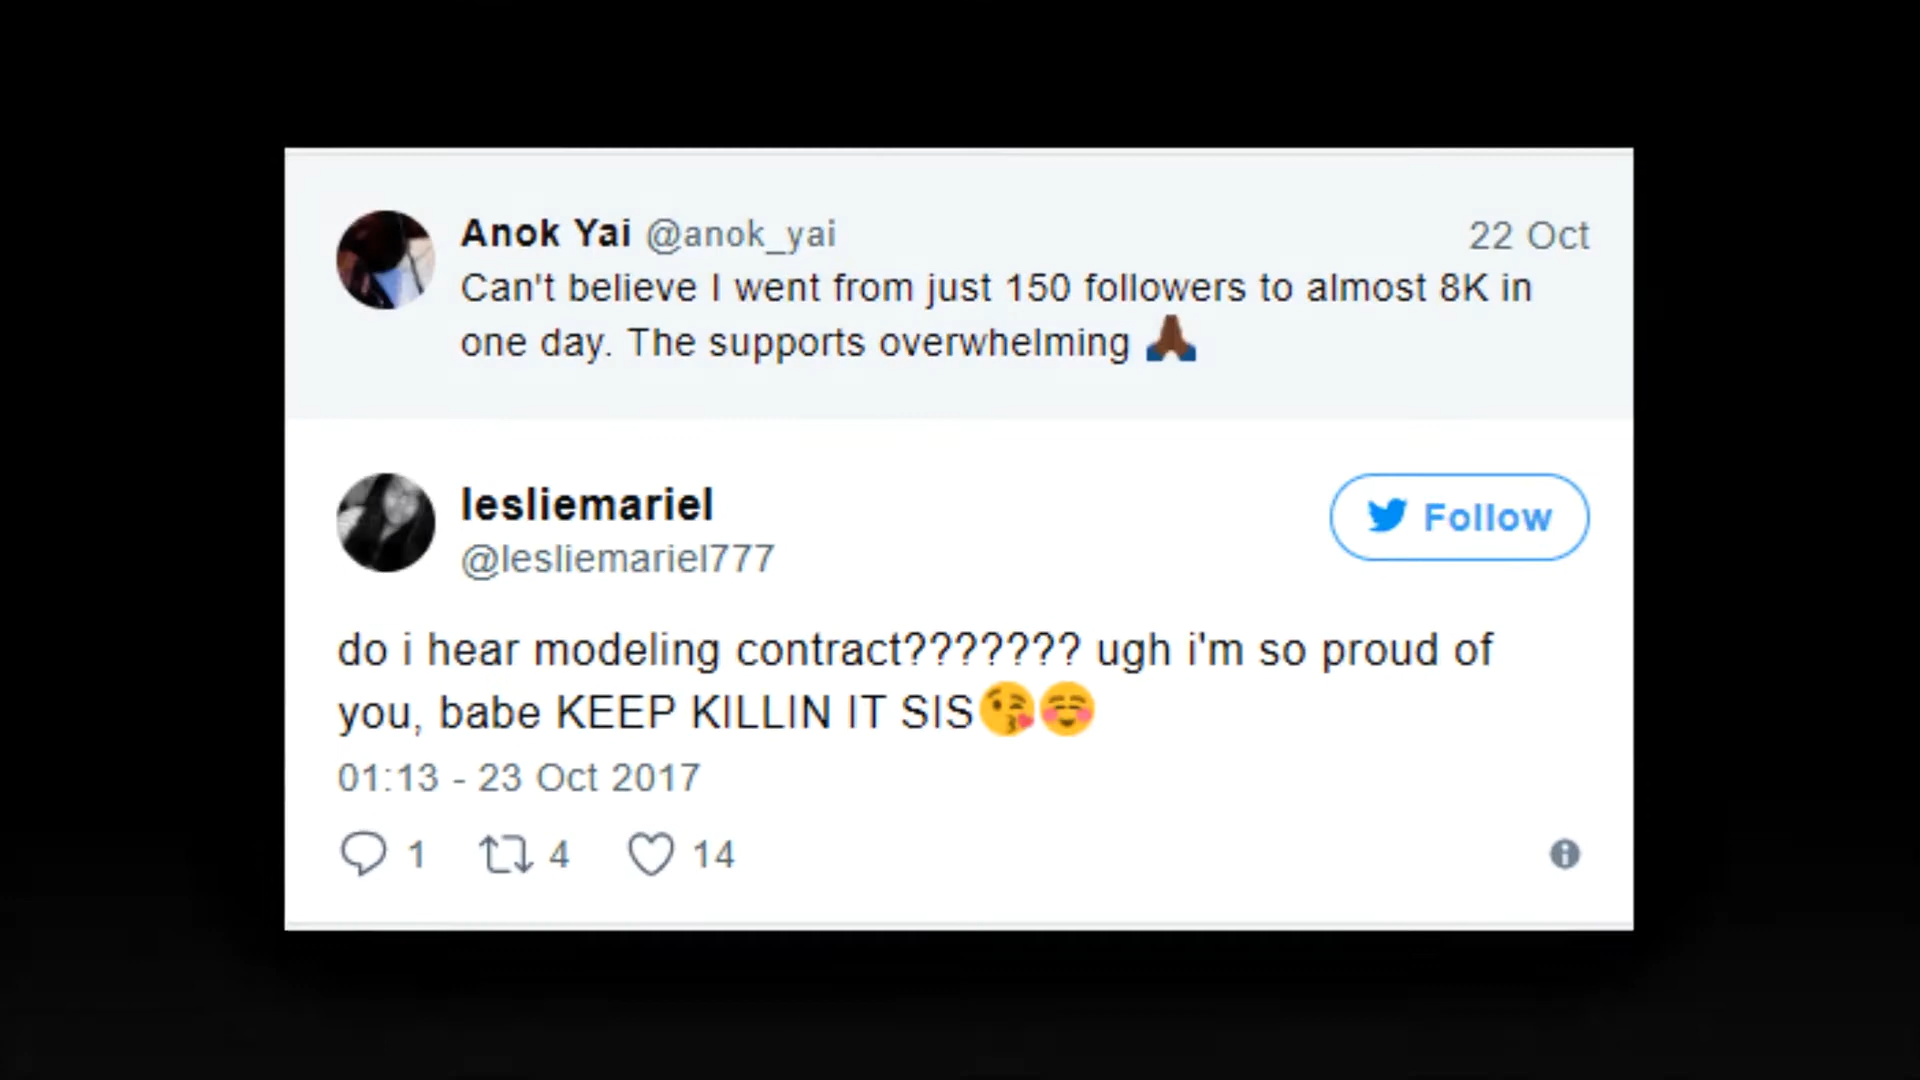 Anok Yai @anok_yai 22 Oct
Can't believe I went from just 150 followers to almost 8K in
one day. The supports overwhelming 🙏🏾
lesliemariel
@lesliemariel777
Follow
do i hear modeling contract??????? ugh i'm so proud of
you, babe KEEP KILLIN IT SIS😘☺️
01:13 - 23 Oct 2017
1 4 14